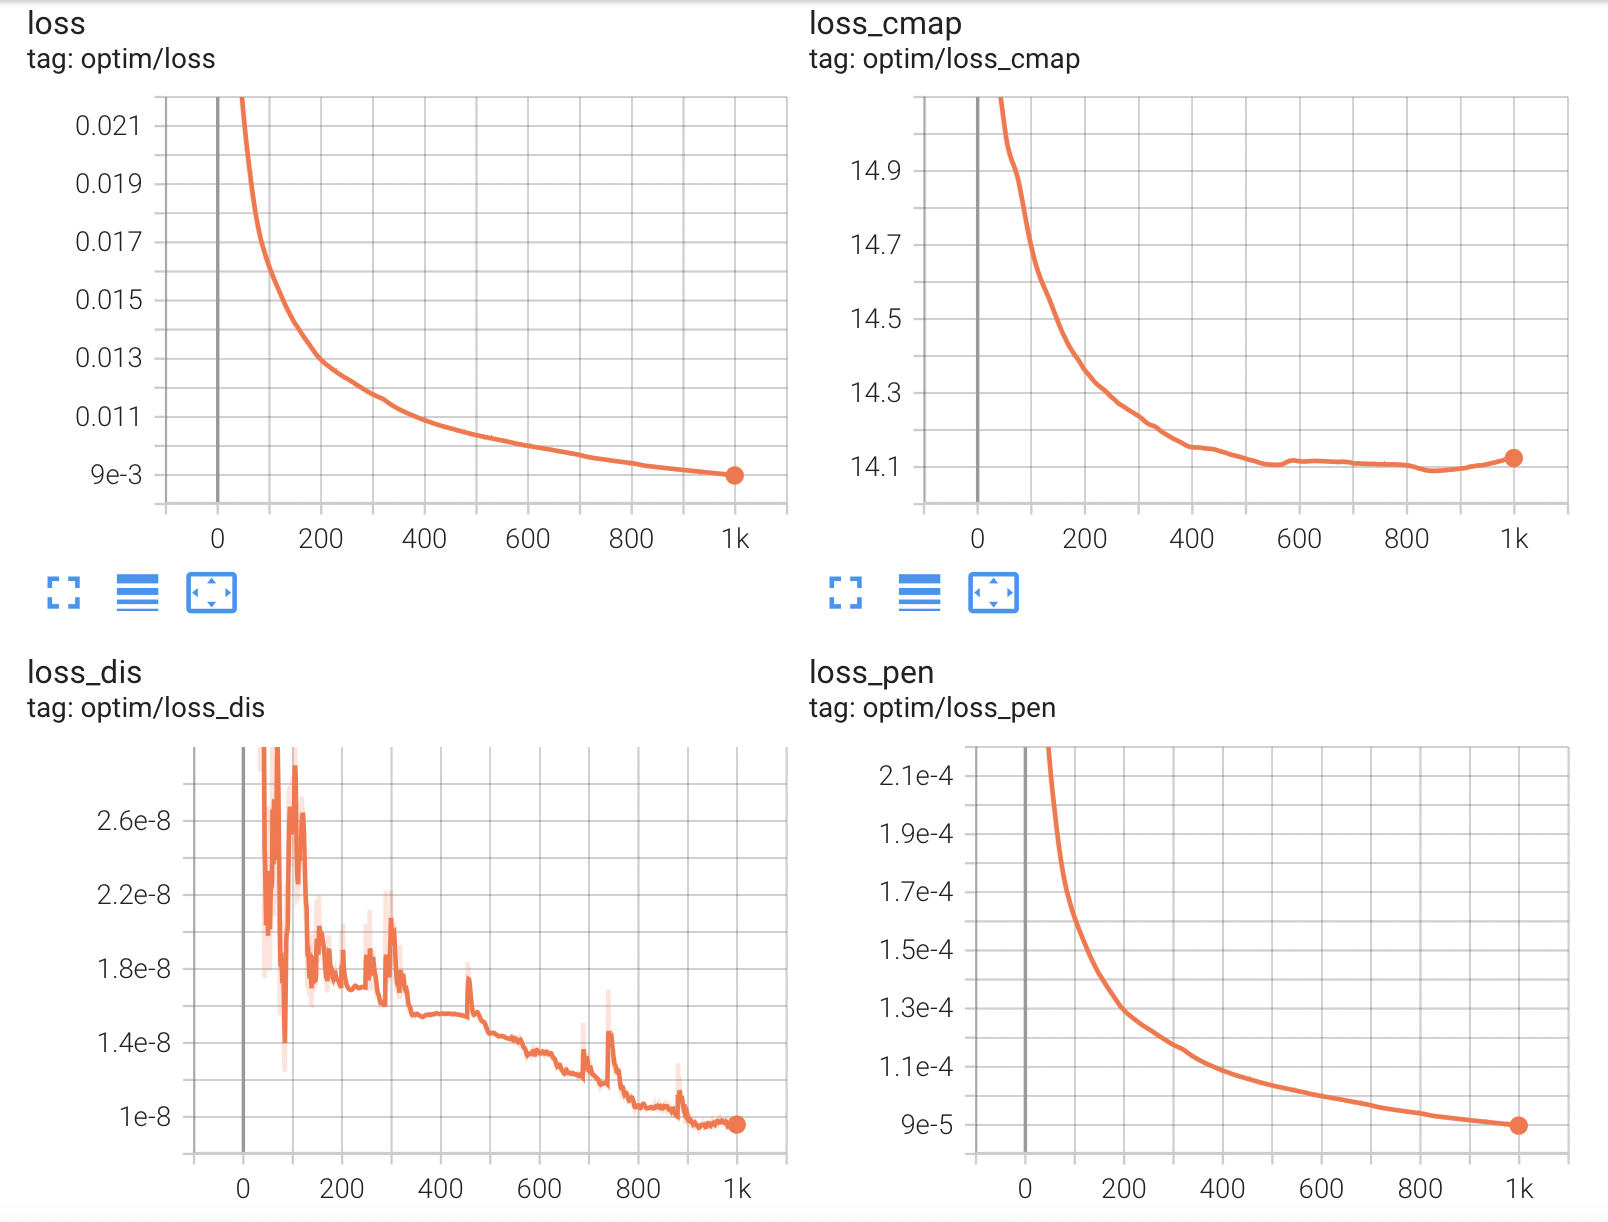 loss
tag: optim/loss
0.021
0.019
0.017
0.015
0.013
0.011
9e-3
0 200 400 600 800 1k
loss_cmap
tag: optim/loss_cmap
14.9
14.7
14.5
14.3
14.1
0 200 400 600 800 1k
loss_dis
tag: optim/loss_dis
2.6e-8
2.2e-8
1.8e-8
1.4e-8
1e-8
0 200 400 600 800 1k
loss_pen
tag: optim/loss_pen
2.1e-4
1.9e-4
1.7e-4
1.5e-4
1.3e-4
1.1e-4
9e-5
0 200 400 600 800 1k